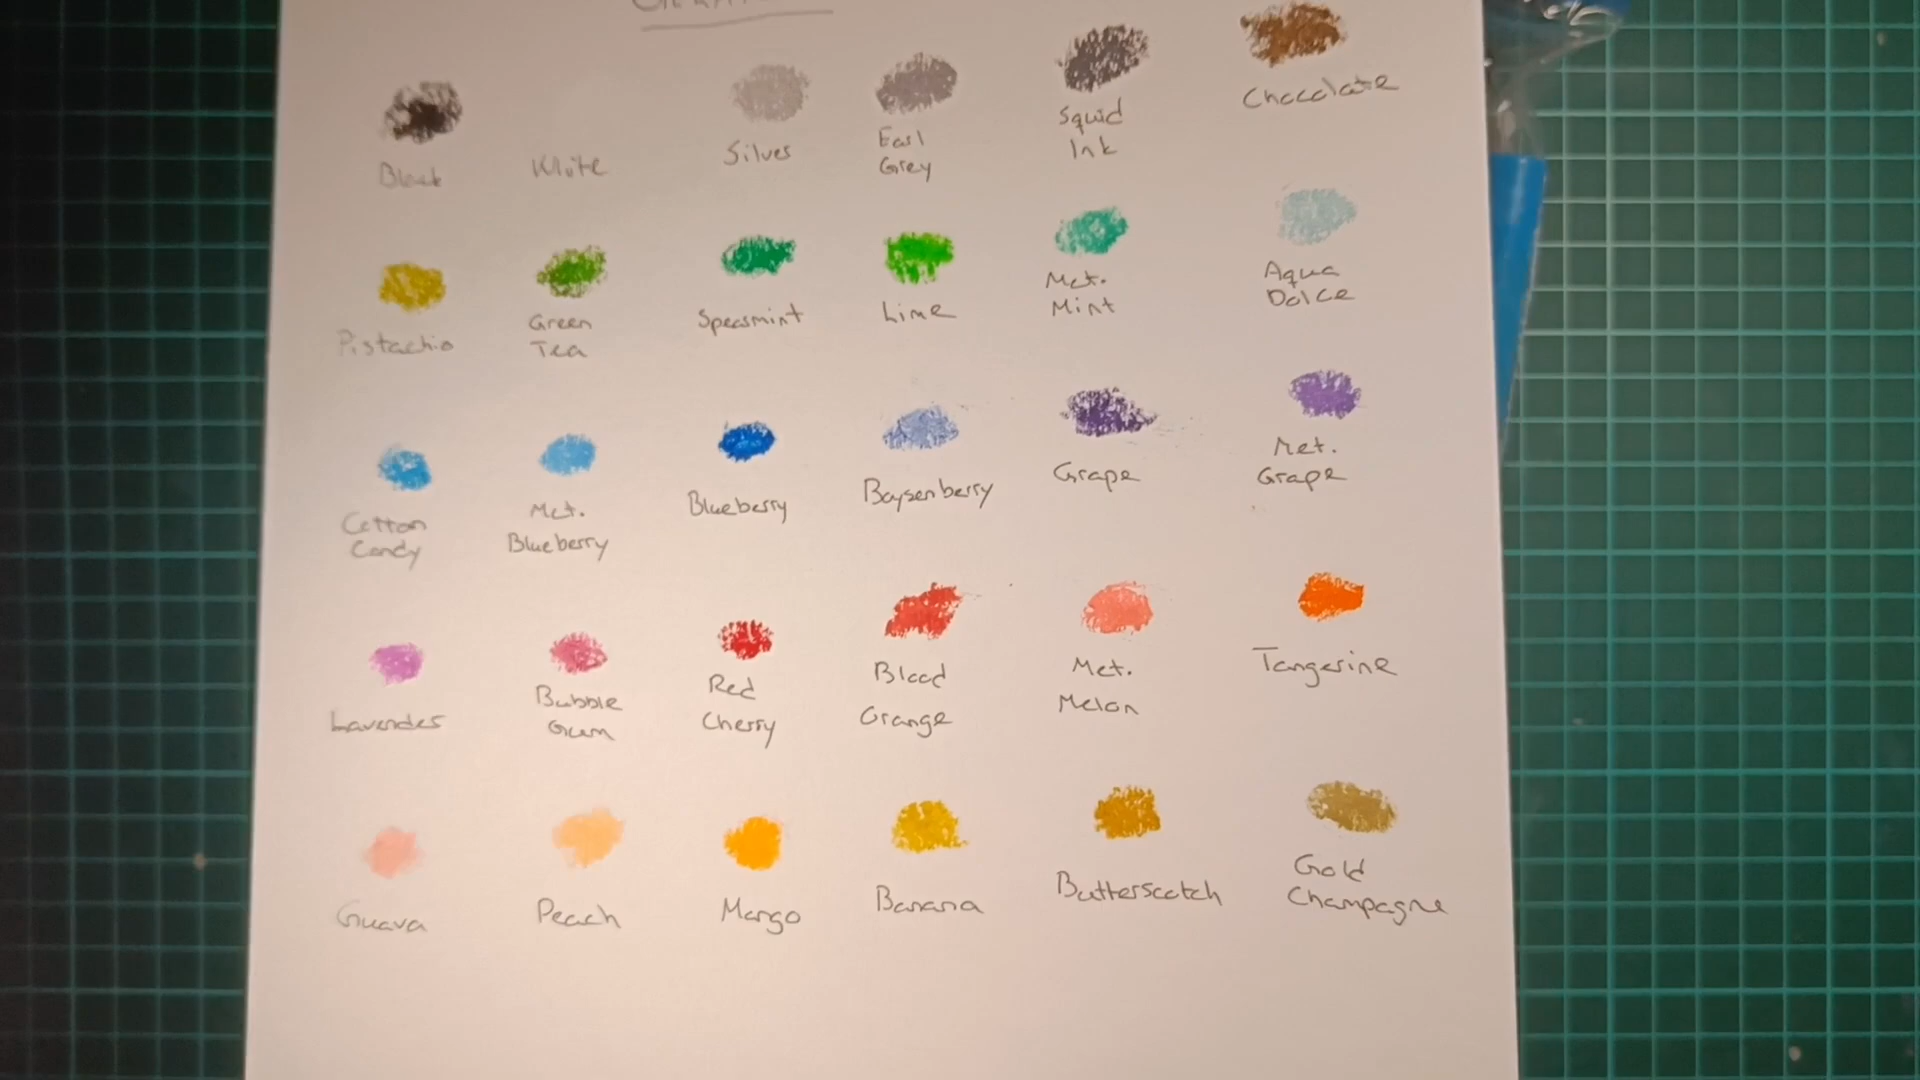 Black White Silver Earl Grey Squid Ink Chocolate
Pistachio Green Tea Spearmint Lime Met. Mint Aqua Dolce
Cotton Candy Met. Blueberry Blueberry Boysenberry Grape Met. Grape
Lavender Bubble Gum Red Cherry Blood Orange Met. Melon Tangerine
Guava Peach Mango Banana Butterscotch Gold Champagne